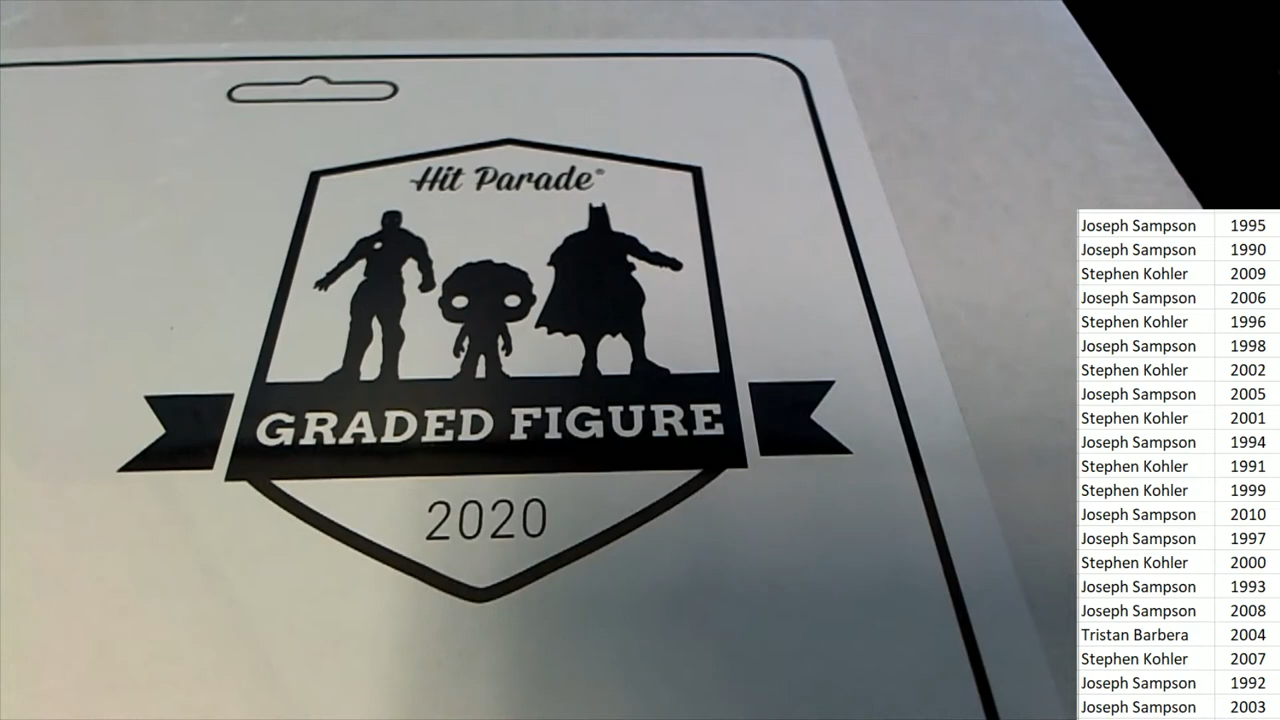 Hit Parade®
GRADED FIGURE
2020
Joseph Sampson 1995
Joseph Sampson 1990
Stephen Kohler 2009
Joseph Sampson 2006
Stephen Kohler 1996
Joseph Sampson 1998
Stephen Kohler 2002
Joseph Sampson 2005
Stephen Kohler 2001
Joseph Sampson 1994
Stephen Kohler 1991
Stephen Kohler 1999
Joseph Sampson 2010
Joseph Sampson 1997
Stephen Kohler 2000
Joseph Sampson 1993
Joseph Sampson 2008
Tristan Barbera 2004
Stephen Kohler 2007
Joseph Sampson 1992
Joseph Sampson 2003